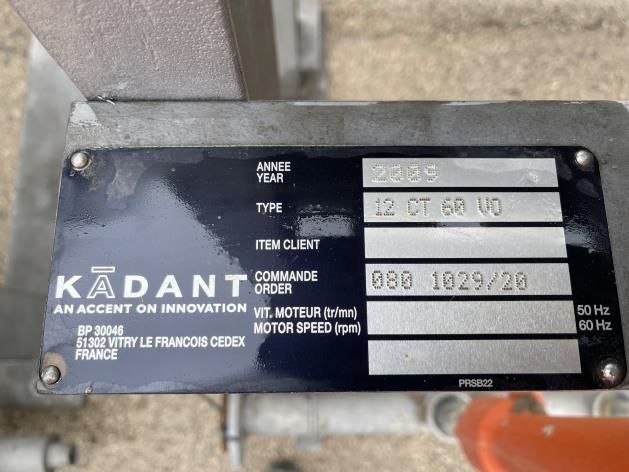 ANNEE
YEAR
2009
TYPE
12 CT 60 VO
ITEM CLIENT
KĀDANT
AN ACCENT ON INNOVATION
COMMANDE
ORDER
080 1029/20
VIT. MOTEUR (tr/mn)
MOTOR SPEED (rpm)
50 Hz
60 Hz
BP 30046
51302 VITRY LE FRANCOIS CEDEX
FRANCE
PRSB22